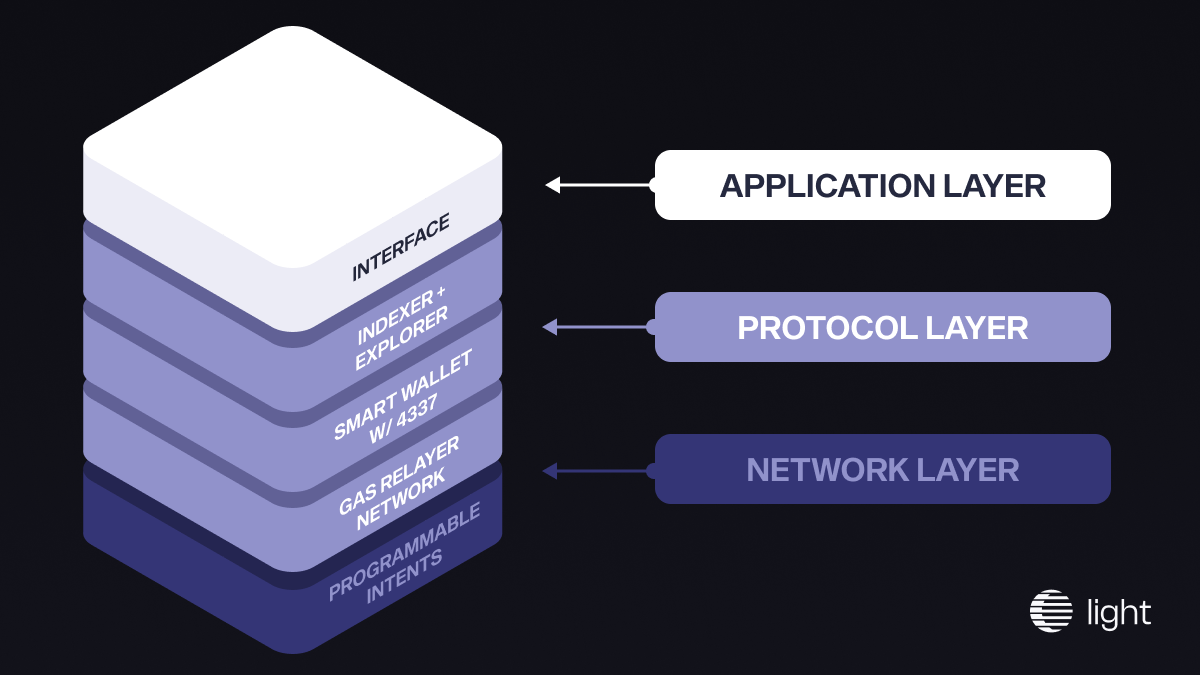 INTERFACE
INDEXER +
EXPLORER
SMART WALLET
W/ 4337
GAS RELAYER
NETWORK
PROGRAMMABLE
INTENTS
APPLICATION LAYER
PROTOCOL LAYER
NETWORK LAYER
light